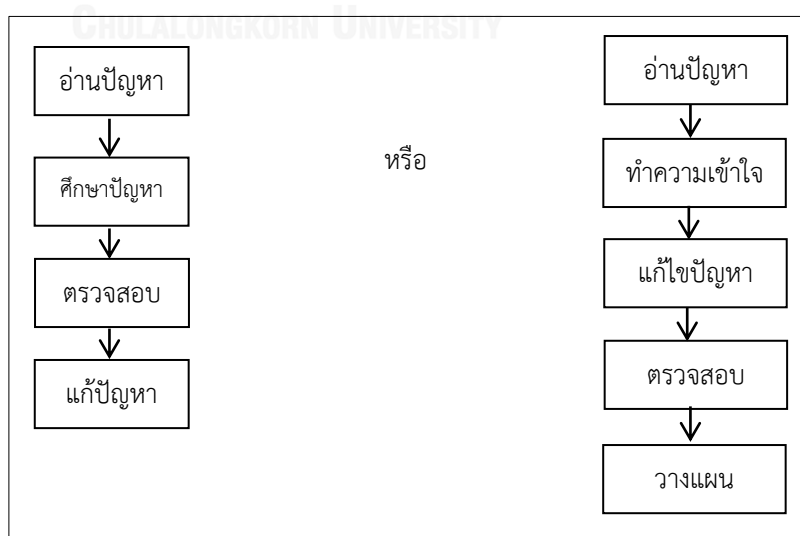 CHULALONGKORN UNIVERSITY
อ่านปัญหา
ศึกษาปัญหา
ตรวจสอบ
แก้ปัญหา
หรือ
อ่านปัญหา
ทำความเข้าใจ
แก้ไขปัญหา
ตรวจสอบ
วางแผน